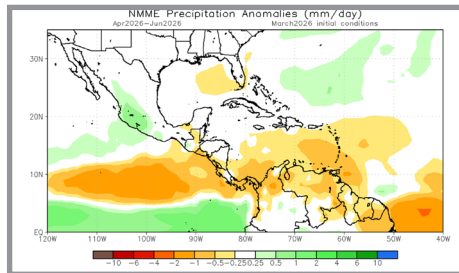 NMME Precipitation Anomalies (mm/day)
Apr2026-Jun2026 March2026 initial conditions
30N
20N
10N
EQ
120W 110W 100W 90W 80W 70W 60W 50W 40W
-10 -6 -4 -2 -1 -0.5-0.250.25 0.5 1 2 4 6 10